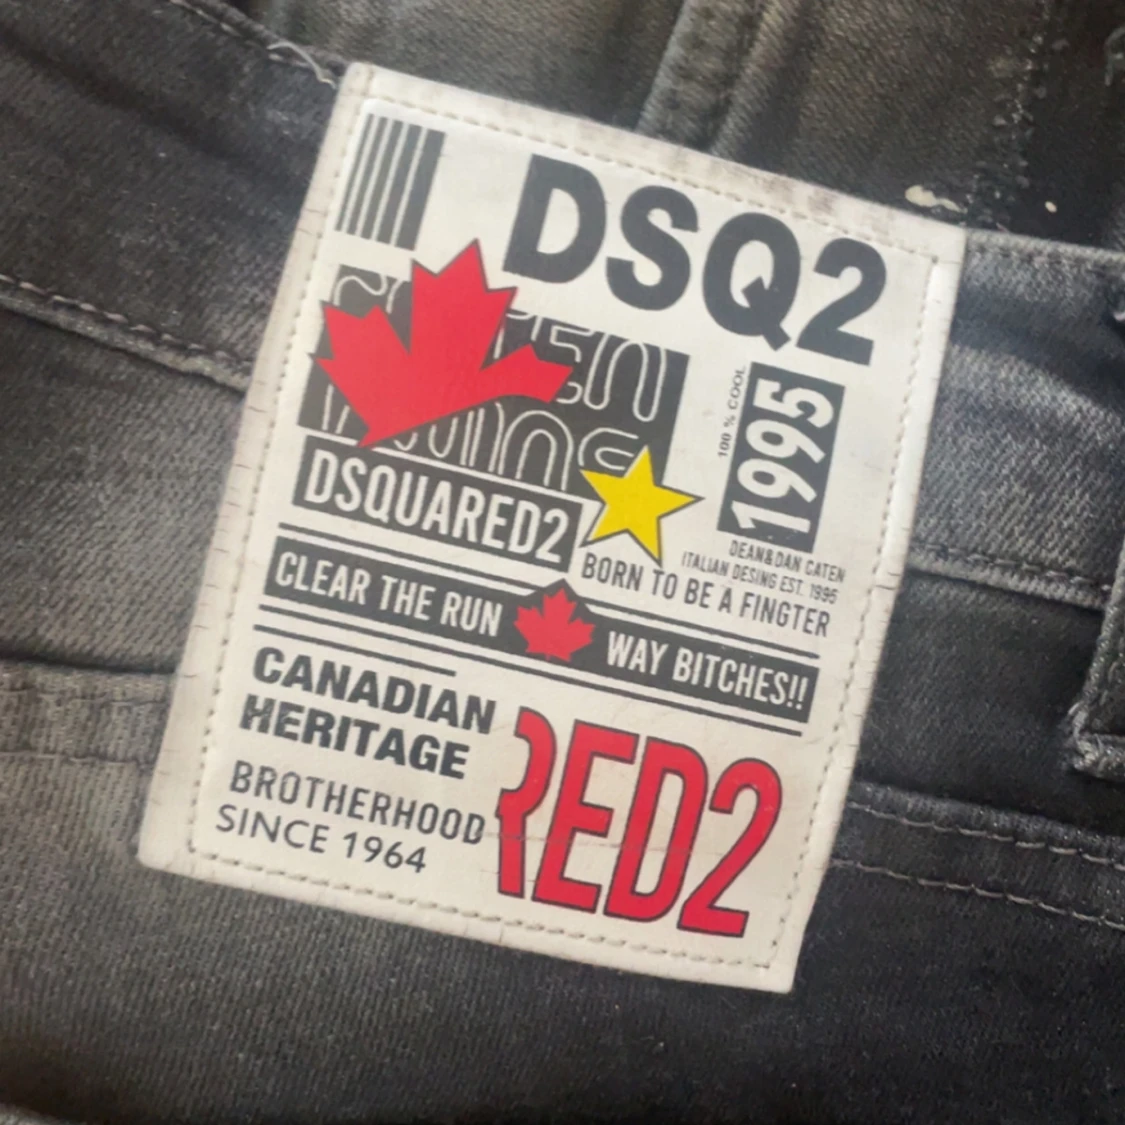 DSQ2
100 % COOL
1995
DSQUARED2
DEAN&DAN CATEN
ITALIAN DESING EST. 1995
BORN TO BE A FINGTER
CLEAR THE RUN WAY BITCHES!!
CANADIAN
HERITAGE
BROTHERHOOD
SINCE 1964
RED2